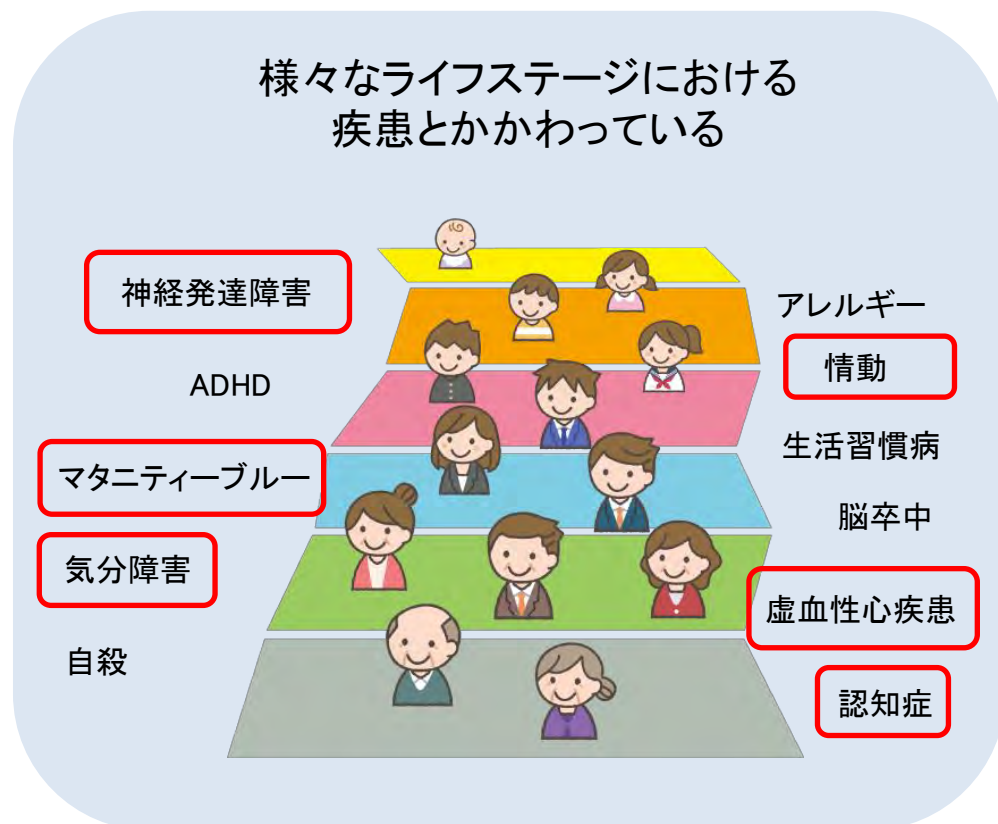 様々なライフステージにおける
疾患とかかわっている
神経発達障害
ADHD
マタニティーブルー
気分障害
自殺
アレルギー
情動
生活習慣病
脳卒中
虚血性心疾患
認知症